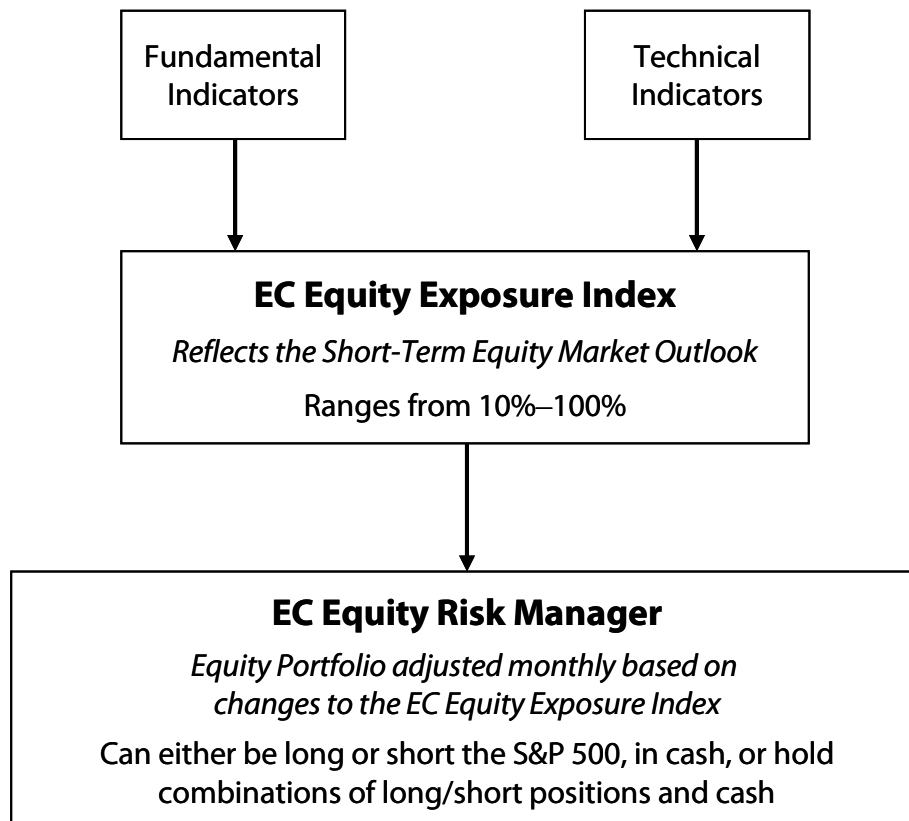 Fundamental
Indicators
Technical
Indicators
EC Equity Exposure Index
Reflects the Short-Term Equity Market Outlook
Ranges from 10%–100%
EC Equity Risk Manager
Equity Portfolio adjusted monthly based on
changes to the EC Equity Exposure Index
Can either be long or short the S&P 500, in cash, or hold
combinations of long/short positions and cash